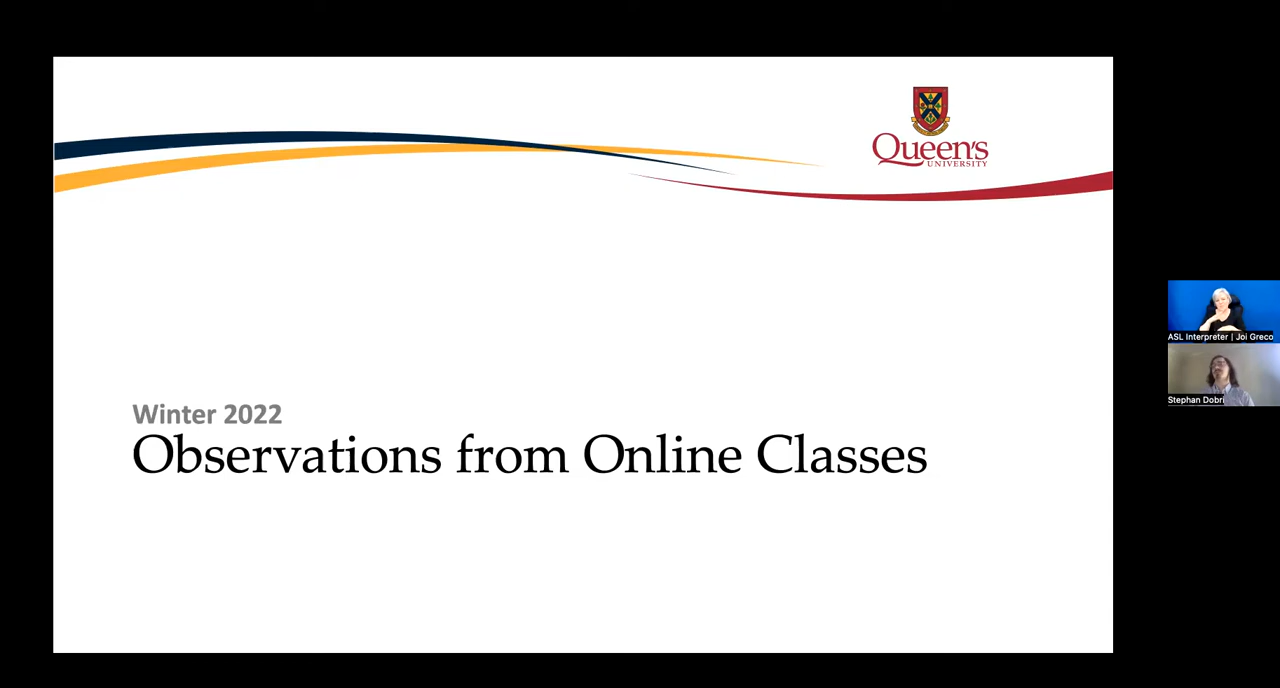 Queen's
UNIVERSITY
Winter 2022
Observations from Online Classes
ASL Interpreter | Joi Greco
Stephan Dobri